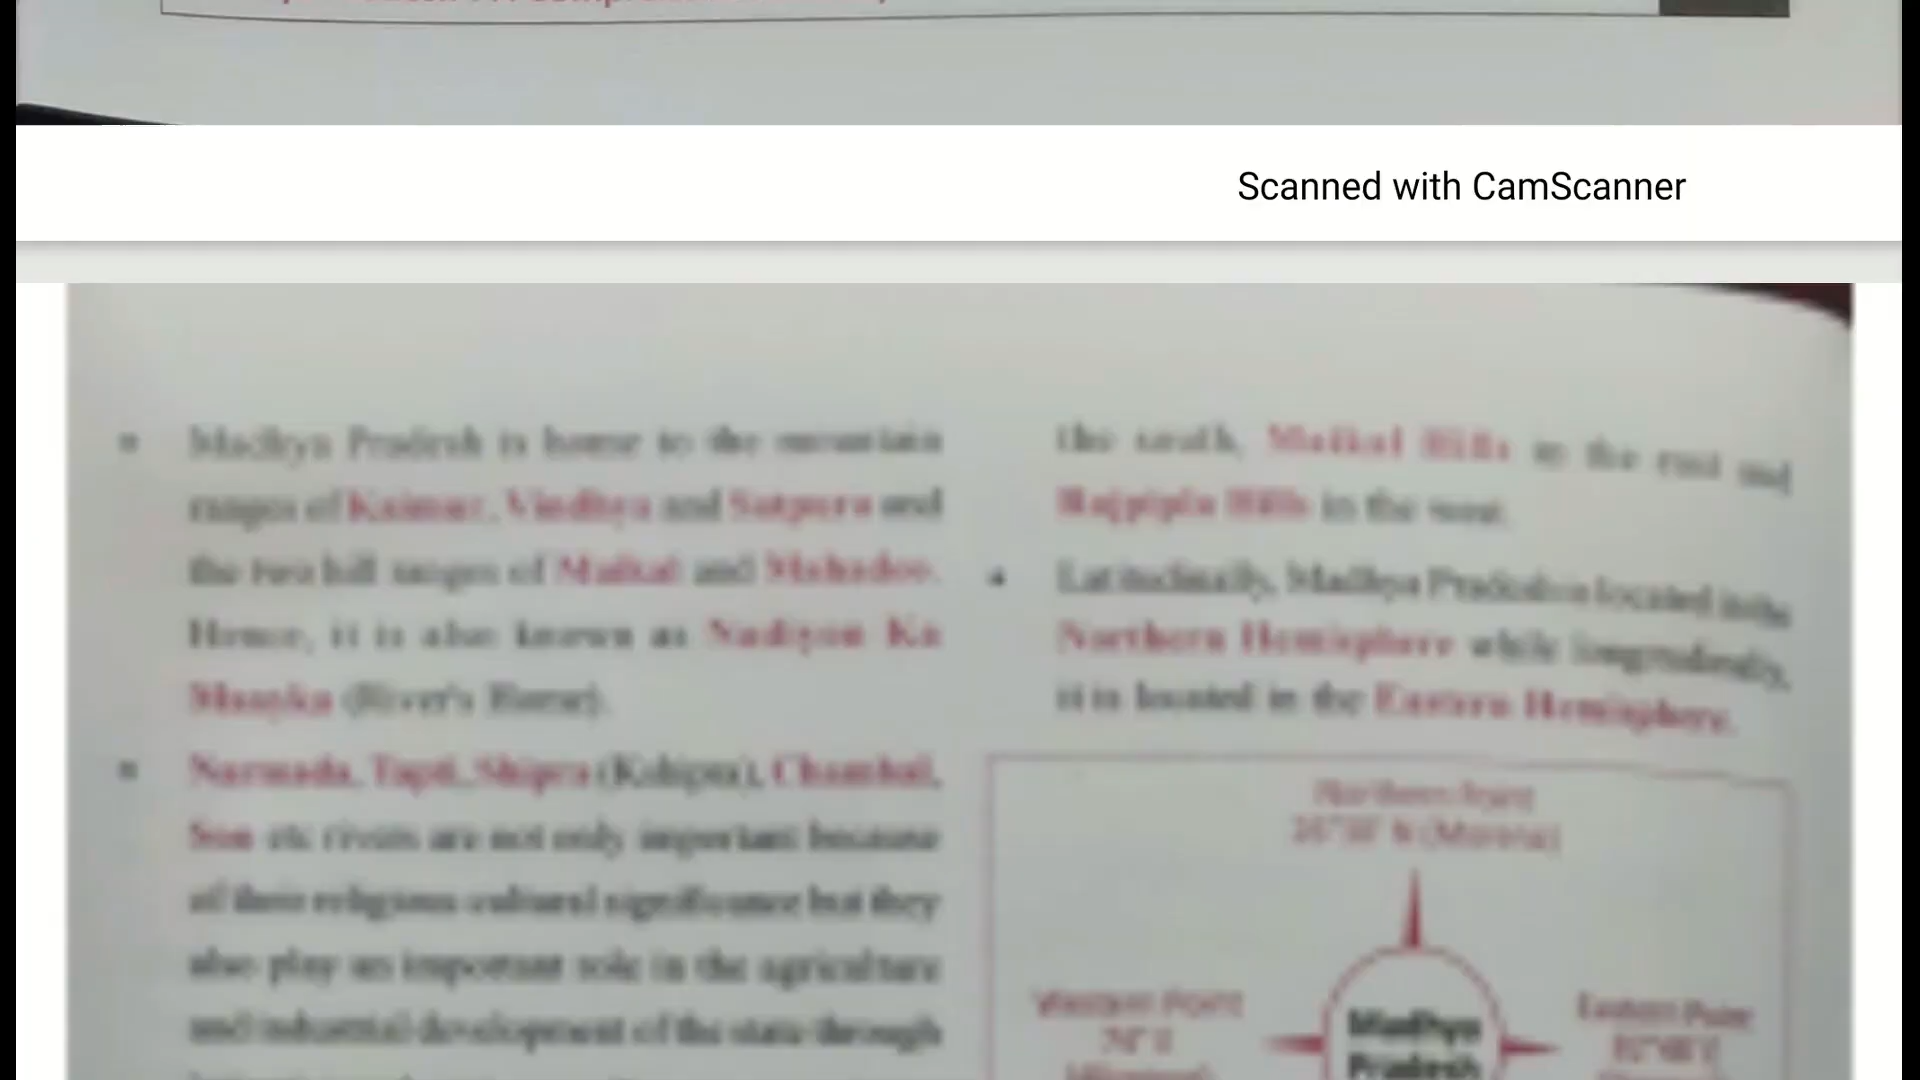 Scanned with CamScanner
Madhya Pradesh is home to the mountain
ranges of Kaimur, Vindhya and Satpura and
the two hill ranges of Maikal and Mahadeo.
Hence, it is also known as Nadiyon Ka
Maayka (River's Home).
Narmada, Tapti, Shipra (Kshipra), Chambal,
Son etc rivers are not only important because
of their religious-cultural significance but they
also play an important role in the agriculture
and industrial development of the state through
the south, Maikal Hills in the east and
Rajpipla Hills in the west.
Latitudinally, Madhya Pradesh is located in the
Northern Hemisphere while longitudinally,
it is located in the Eastern Hemisphere.
Northern Point
N (Morena)
Western Point
74° E
Madhya
Pradesh
Eastern Point